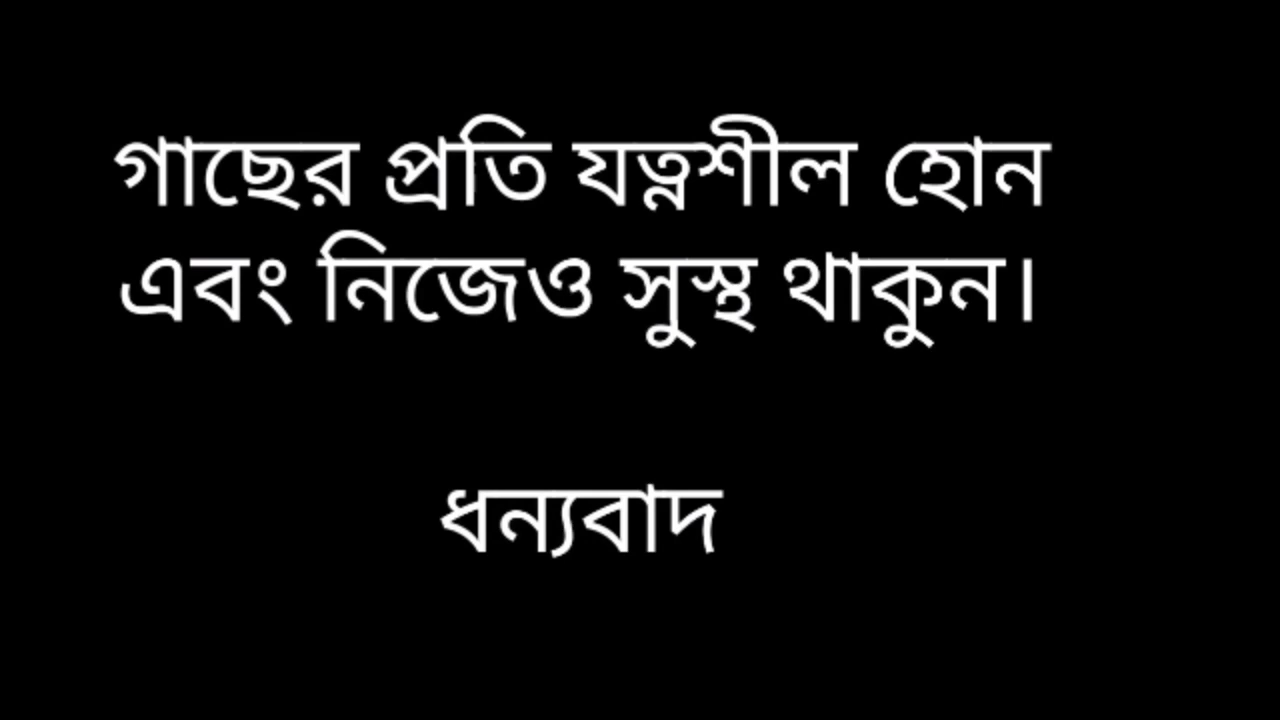 গাছের প্রতি যত্নশীল হোন
এবং নিজেও সুস্থ থাকুন।
ধন্যবাদ